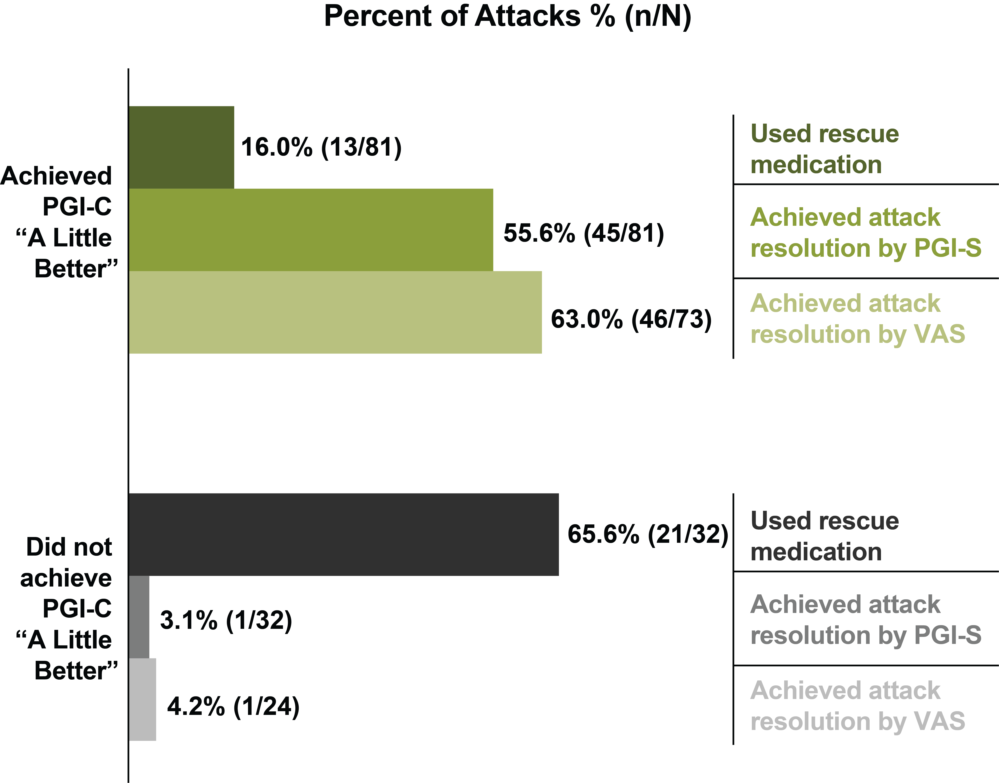 Percent of Attacks % (n/N)
Achieved
PGI-C
“A Little
Better”
16.0% (13/81)
55.6% (45/81)
63.0% (46/73)
Used rescue
medication
Achieved attack
resolution by PGI-S
Achieved attack
resolution by VAS
Did not
achieve
PGI-C
“A Little
Better”
65.6% (21/32)
3.1% (1/32)
4.2% (1/24)
Used rescue
medication
Achieved attack
resolution by PGI-S
Achieved attack
resolution by VAS